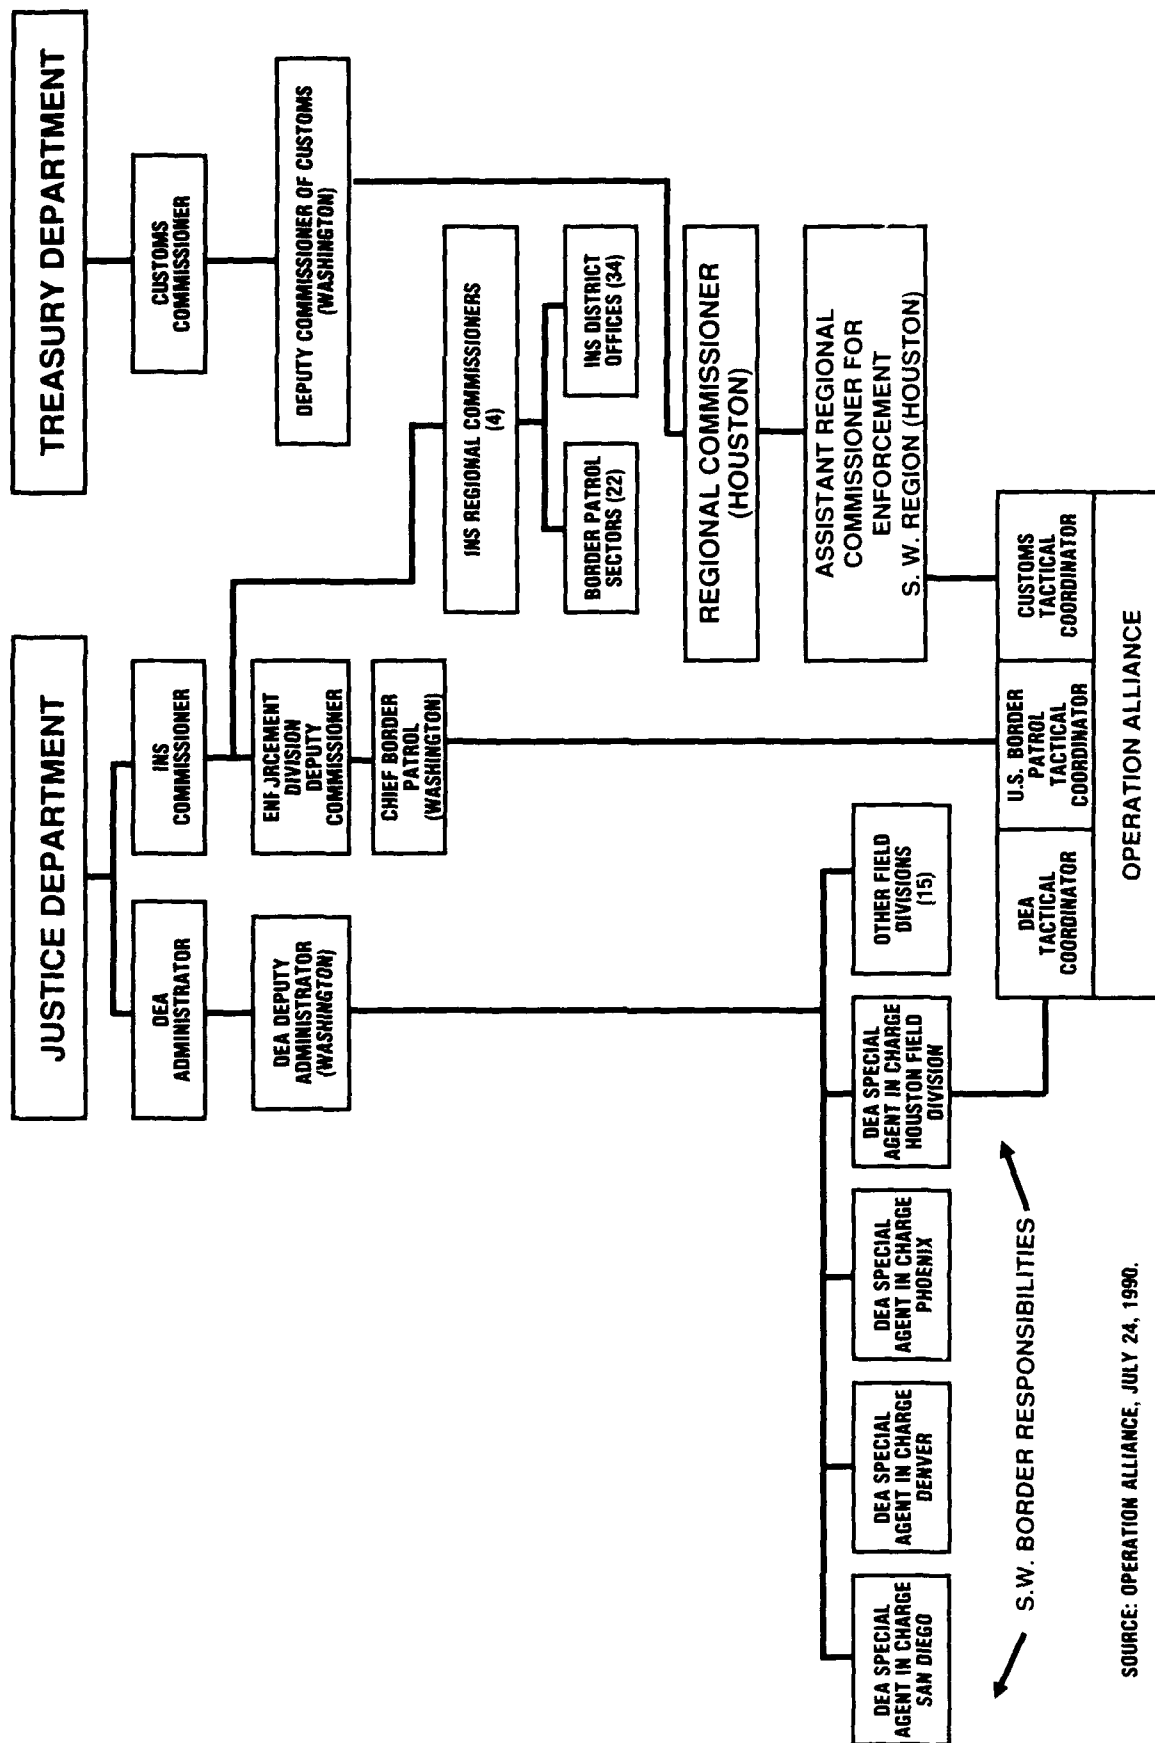 JUSTICE DEPARTMENT
TREASURY DEPARTMENT
DEA
ADMINISTRATOR
INS
COMMISSIONER
CUSTOMS
COMMISSIONER
DEA DEPUTY
ADMINISTRATOR
(WASHINGTON)
ENFJRCEMENT
DIVISION
DEPUTY
COMMISSIONER
DEPUTY COMMISSIONER OF CUSTOMS
(WASHINGTON)
CHIEF BORDER
PATROL
(WASHINGTON)
INS REGIONAL COMMISSIONERS
(4)
BORDER PATROL
SECTORS (22)
INS DISTRICT
OFFICES (34)
REGIONAL COMMISSIONER
(HOUSTON)
ASSISTANT REGIONAL
COMMISSIONER FOR
ENFORCEMENT
S. W. REGION (HOUSTON)
DEA SPECIAL
AGENT IN CHARGE
SAN DIEGO
DEA SPECIAL
AGENT IN CHARGE
DENVER
DEA SPECIAL
AGENT IN CHARGE
PHOENIX
DEA SPECIAL
AGENT IN CHARGE
HOUSTON FIELD
DIVISION
OTHER FIELD
DIVISIONS
(15)
S.W. BORDER RESPONSIBILITIES
DEA
TACTICAL
COORDINATOR
U.S. BORDER
PATROL
TACTICAL
COORDINATOR
CUSTOMS
TACTICAL
COORDINATOR
OPERATION ALLIANCE
SOURCE: OPERATION ALLIANCE, JULY 24, 1990.